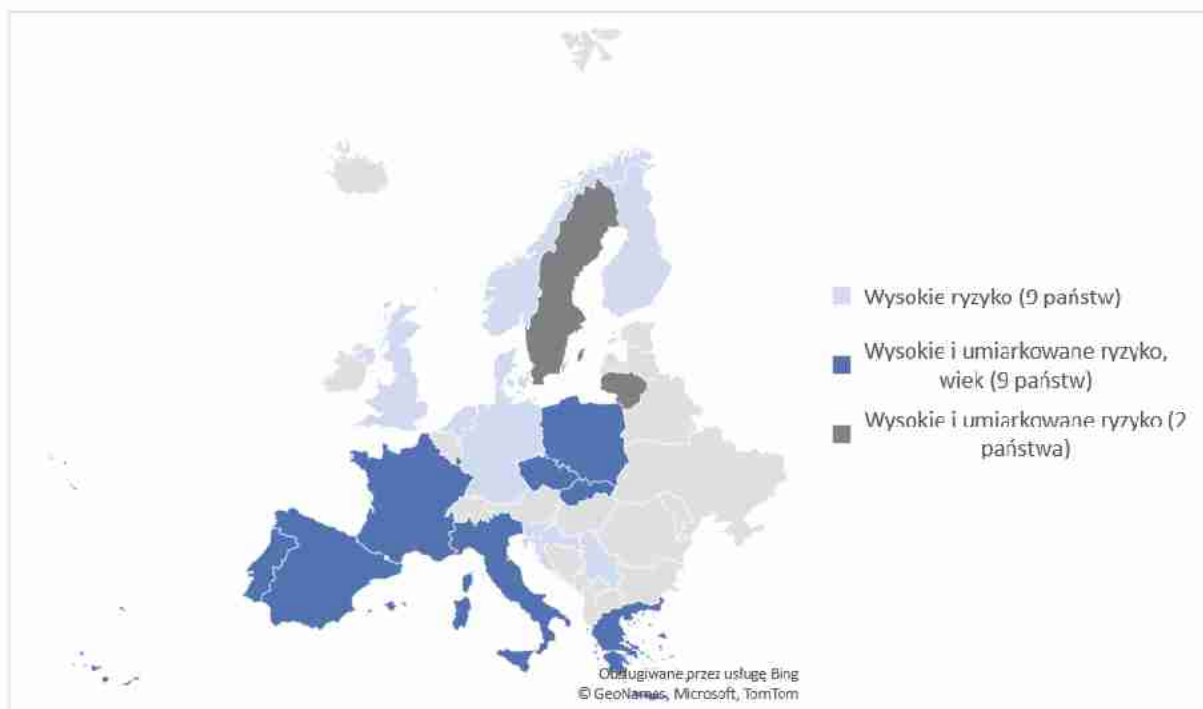 Wysokie ryzyko (9 państw)
Wysokie i umiarkowane ryzyko,
wiek (9 państw)
Wysokie i umiarkowane ryzyko (2
państwa)
Obsługiwane przez usługę Bing
© GeoNames, Microsoft, TomTom